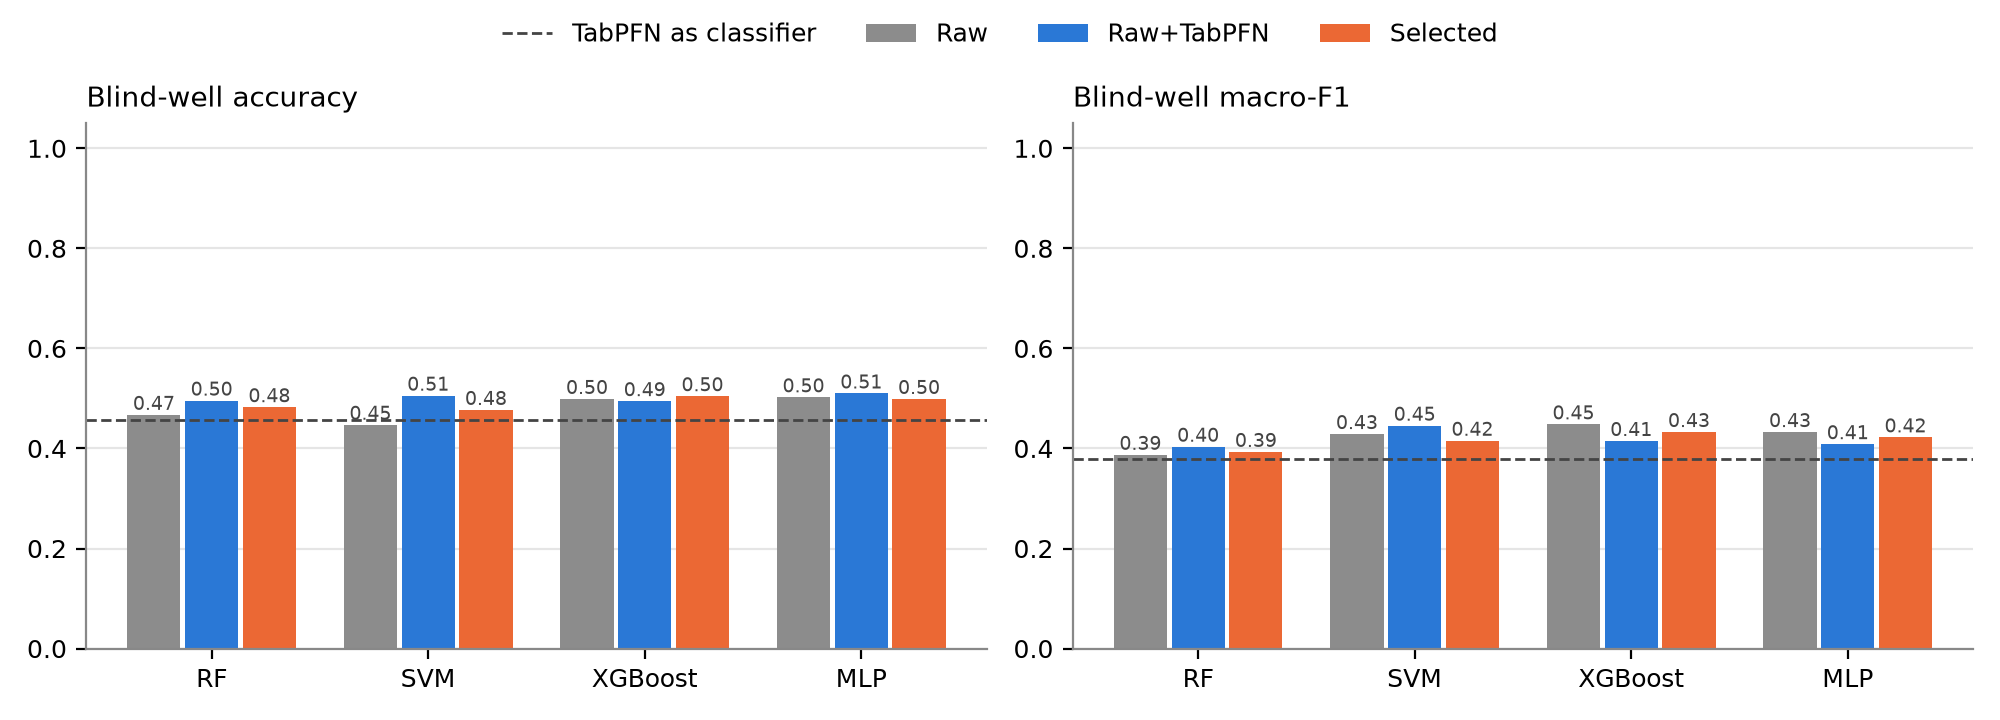 TabPFN as classifier Raw Raw+TabPFN Selected
Blind-well accuracy
1.0
0.8
0.6
0.4
0.2
0.0
0.47 0.50 0.48 0.45 0.51 0.48 0.50 0.49 0.50 0.50 0.51 0.50
RF SVM XGBoost MLP
Blind-well macro-F1
1.0
0.8
0.6
0.4
0.2
0.0
0.39 0.40 0.39 0.43 0.45 0.42 0.45 0.41 0.43 0.43 0.41 0.42
RF SVM XGBoost MLP